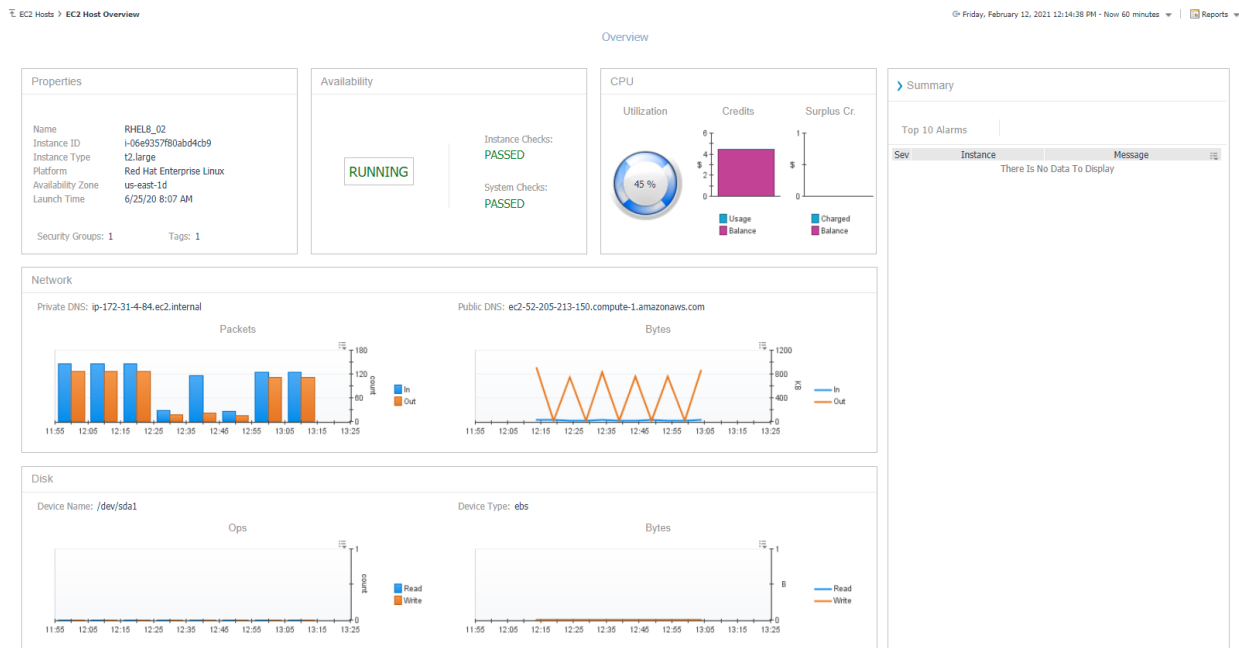 EC2 Hosts > EC2 Host Overview
Friday, February 12, 2021 12:14:38 PM - Now 60 minutes
Reports
Overview
Properties
Name RHEL8_02
Instance ID i-06e9357f80abd4cb9
Instance Type t2.large
Platform Red Hat Enterprise Linux
Availability Zone us-east-1d
Launch Time 6/25/20 8:07 AM
Security Groups: 1 Tags: 1
Availability
RUNNING
Instance Checks:
PASSED
System Checks:
PASSED
CPU
Utilization
45 %
Credits
6
4
2
0
$
Usage
Balance
Surplus Cr.
1
0
$
Charged
Balance
Summary
Top 10 Alarms
Sev Instance Message
There Is No Data To Display
Network
Private DNS: ip-172-31-4-84.ec2.internal
Public DNS: ec2-52-205-213-150.compute-1.amazonaws.com
Packets
180
120
60
0
count
In
Out
11:55 12:05 12:15 12:25 12:35 12:45 12:55 13:05 13:15 13:25
Bytes
1200
800
400
0
KB
In
Out
11:55 12:05 12:15 12:25 12:35 12:45 12:55 13:05 13:15 13:25
Disk
Device Name: /dev/sda1
Device Type: ebs
Ops
1
0
count
Read
Write
11:55 12:05 12:15 12:25 12:35 12:45 12:55 13:05 13:15 13:25
Bytes
1
0
B
Read
Write
11:55 12:05 12:15 12:25 12:35 12:45 12:55 13:05 13:15 13:25